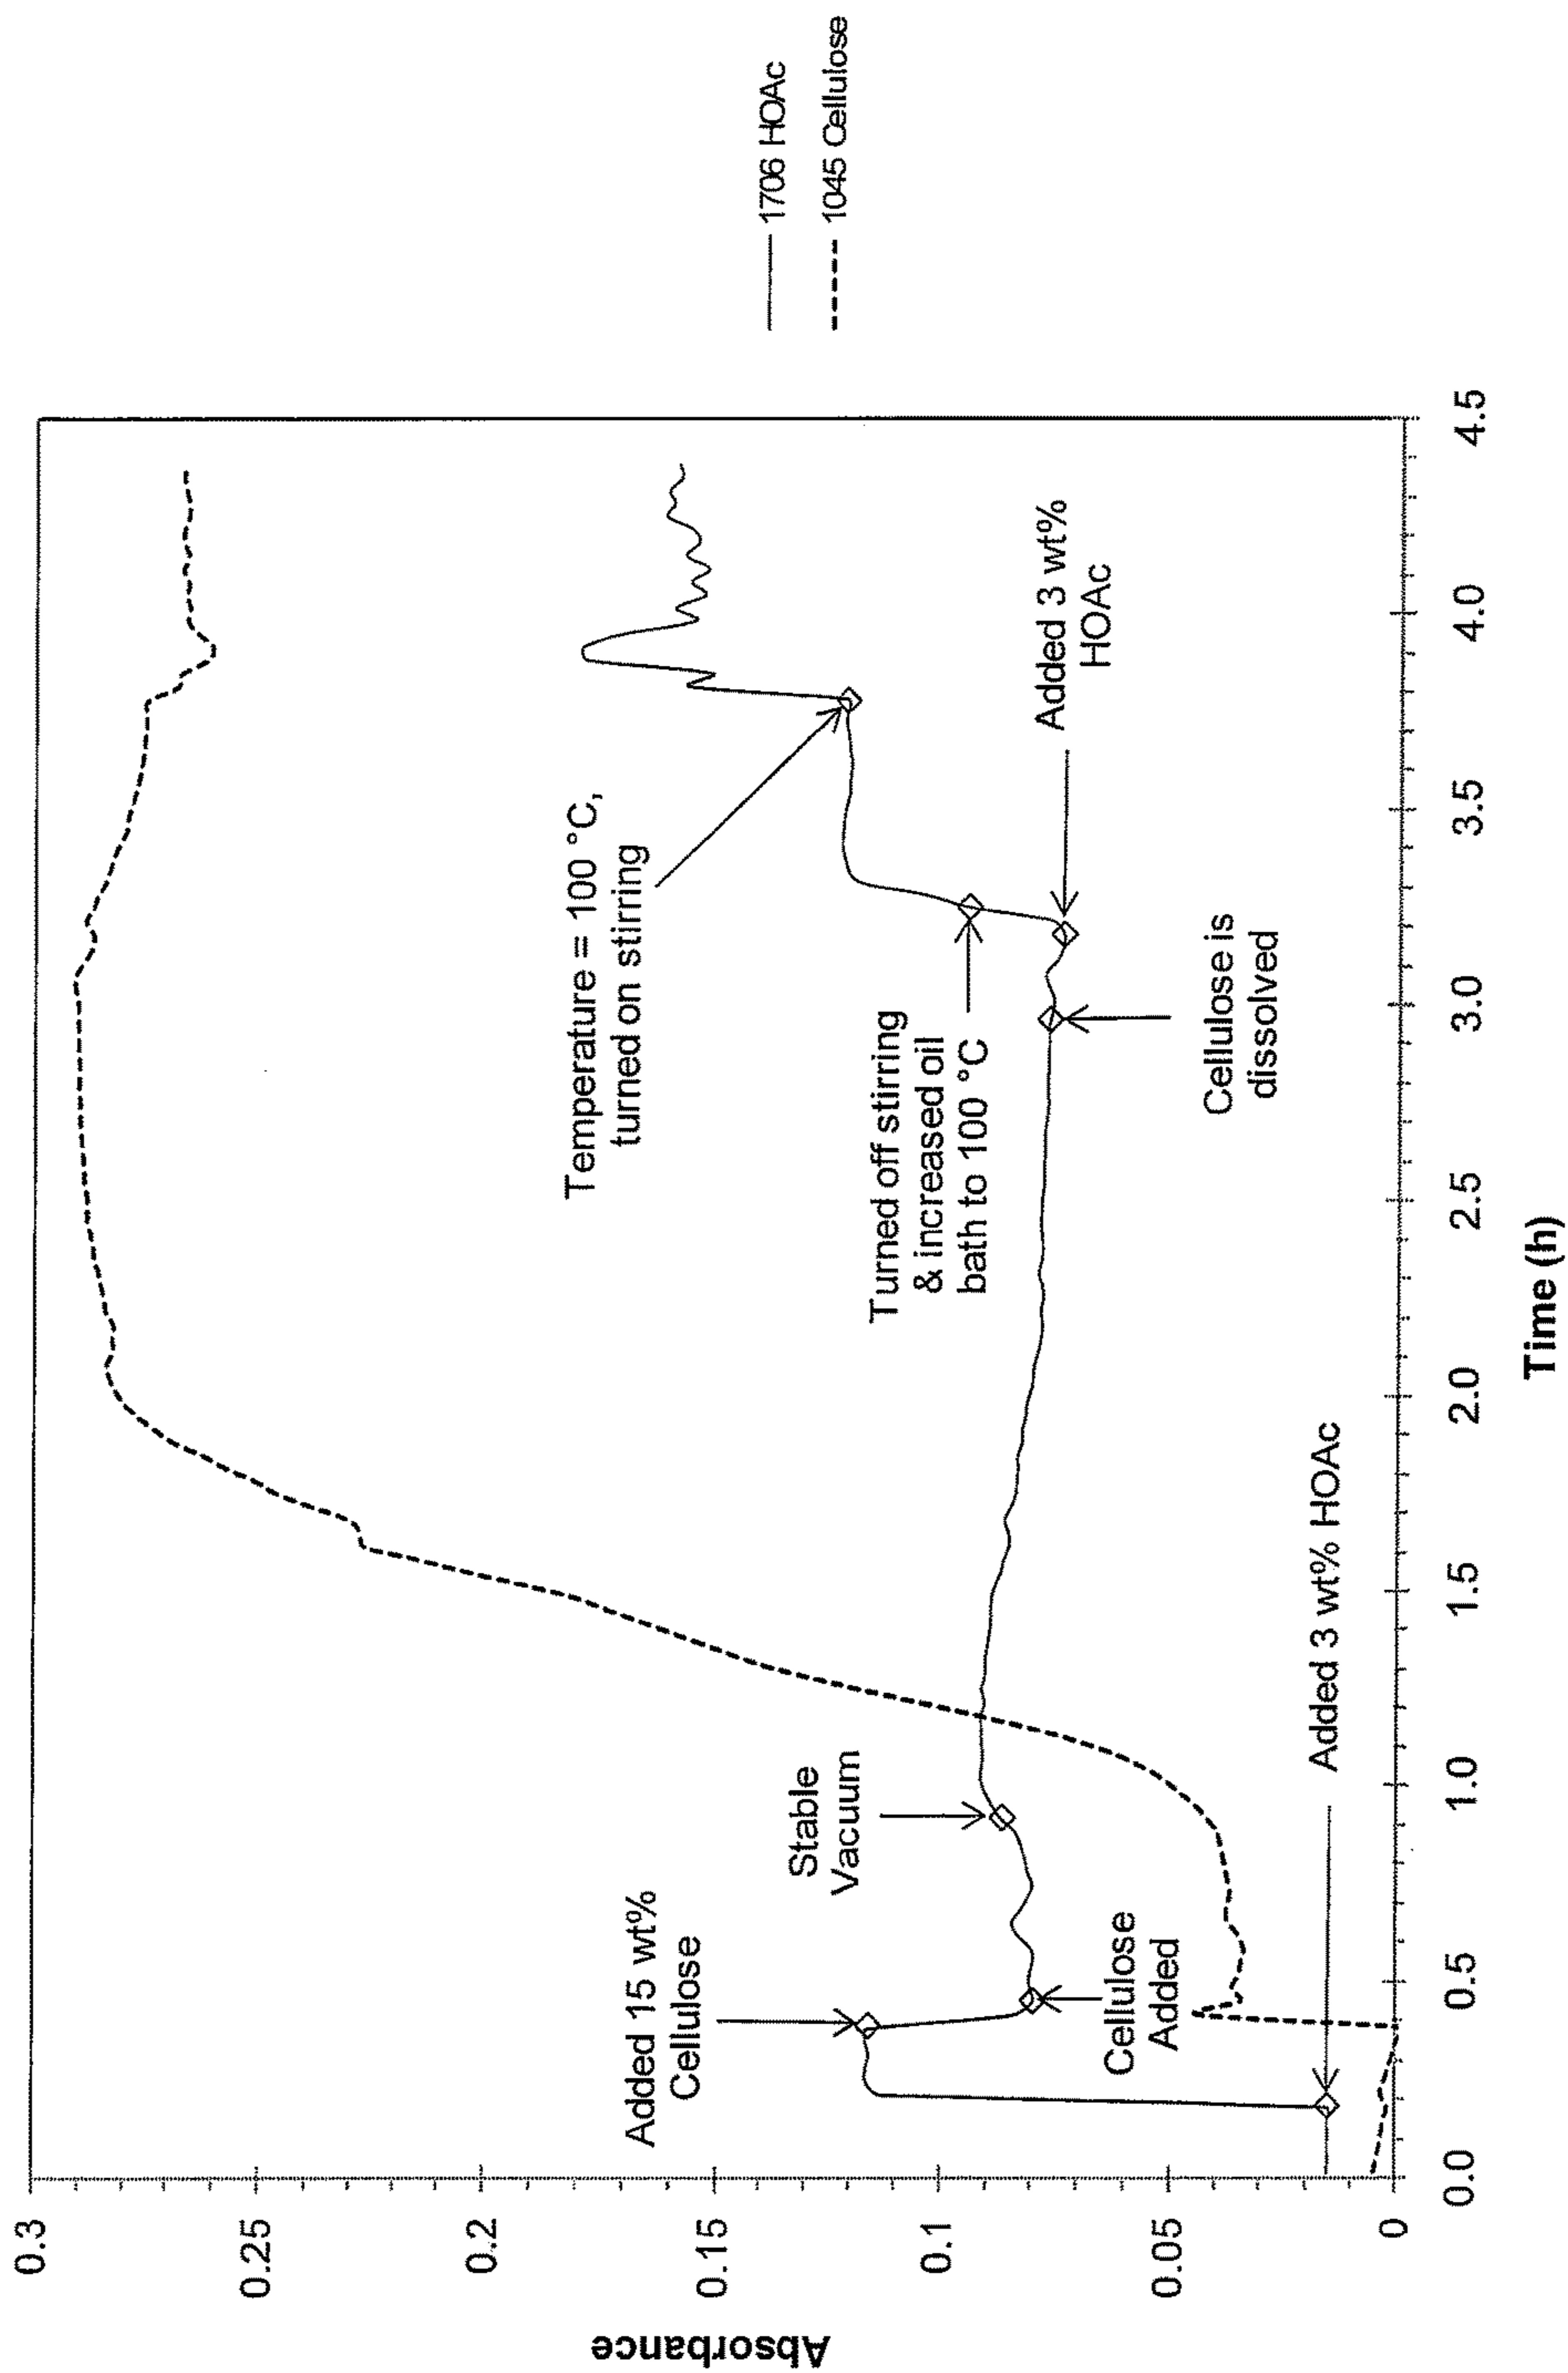 Absorbance
0.3
0.25
0.2
0.15
0.1
0.05
0
Added 15 wt%
Cellulose
Stable
Vacuum
Cellulose
Added
Added 3 wt% HOAc
Temperature = 100 °C,
turned on stirring
Turned off stirring
& increased oil
bath to 100 °C
Cellulose is
dissolved
Added 3 wt%
HOAc
0.0
0.5
1.0
1.5
2.0
2.5
3.0
3.5
4.0
4.5
Time (h)
1706 HOAc
1045 Cellulose